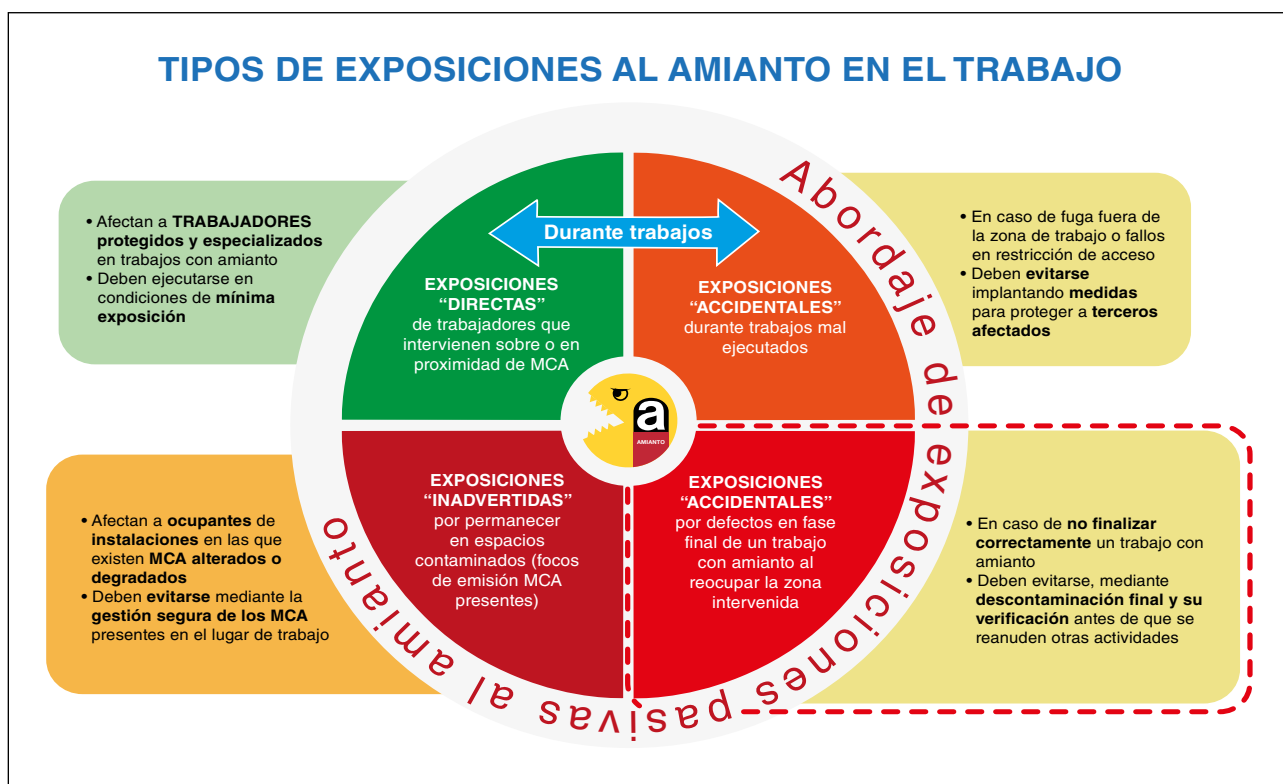 TIPOS DE EXPOSICIONES AL AMIANTO EN EL TRABAJO
• Afectan a TRABAJADORES
protegidos y especializados
en trabajos con amianto
• Deben ejecutarse en
condiciones de mínima
exposición
Durante trabajos
EXPOSICIONES
“DIRECTAS”
de trabajadores que
intervienen sobre o en
proximidad de MCA
EXPOSICIONES
“ACCIDENTALES”
durante trabajos mal
ejecutados
• En caso de fuga fuera de
la zona de trabajo o fallos
en restricción de acceso
• Deben evitarse
implantando medidas
para proteger a terceros
afectados
Abordaje de exposiciones pasivas al amianto
a
AMIANTO
• Afectan a ocupantes de
instalaciones en las que
existen MCA alterados o
degradados
• Deben evitarse mediante la
gestión segura de los MCA
presentes en el lugar de trabajo
EXPOSICIONES
“INADVERTIDAS”
por permanecer
en espacios
contaminados (focos
de emisión MCA
presentes)
EXPOSICIONES
“ACCIDENTALES”
por defectos en fase
final de un trabajo
con amianto al
reocupar la zona
intervenida
• En caso de no finalizar
correctamente un trabajo con
amianto
• Deben evitarse, mediante
descontaminación final y su
verificación antes de que se
reanuden otras actividades